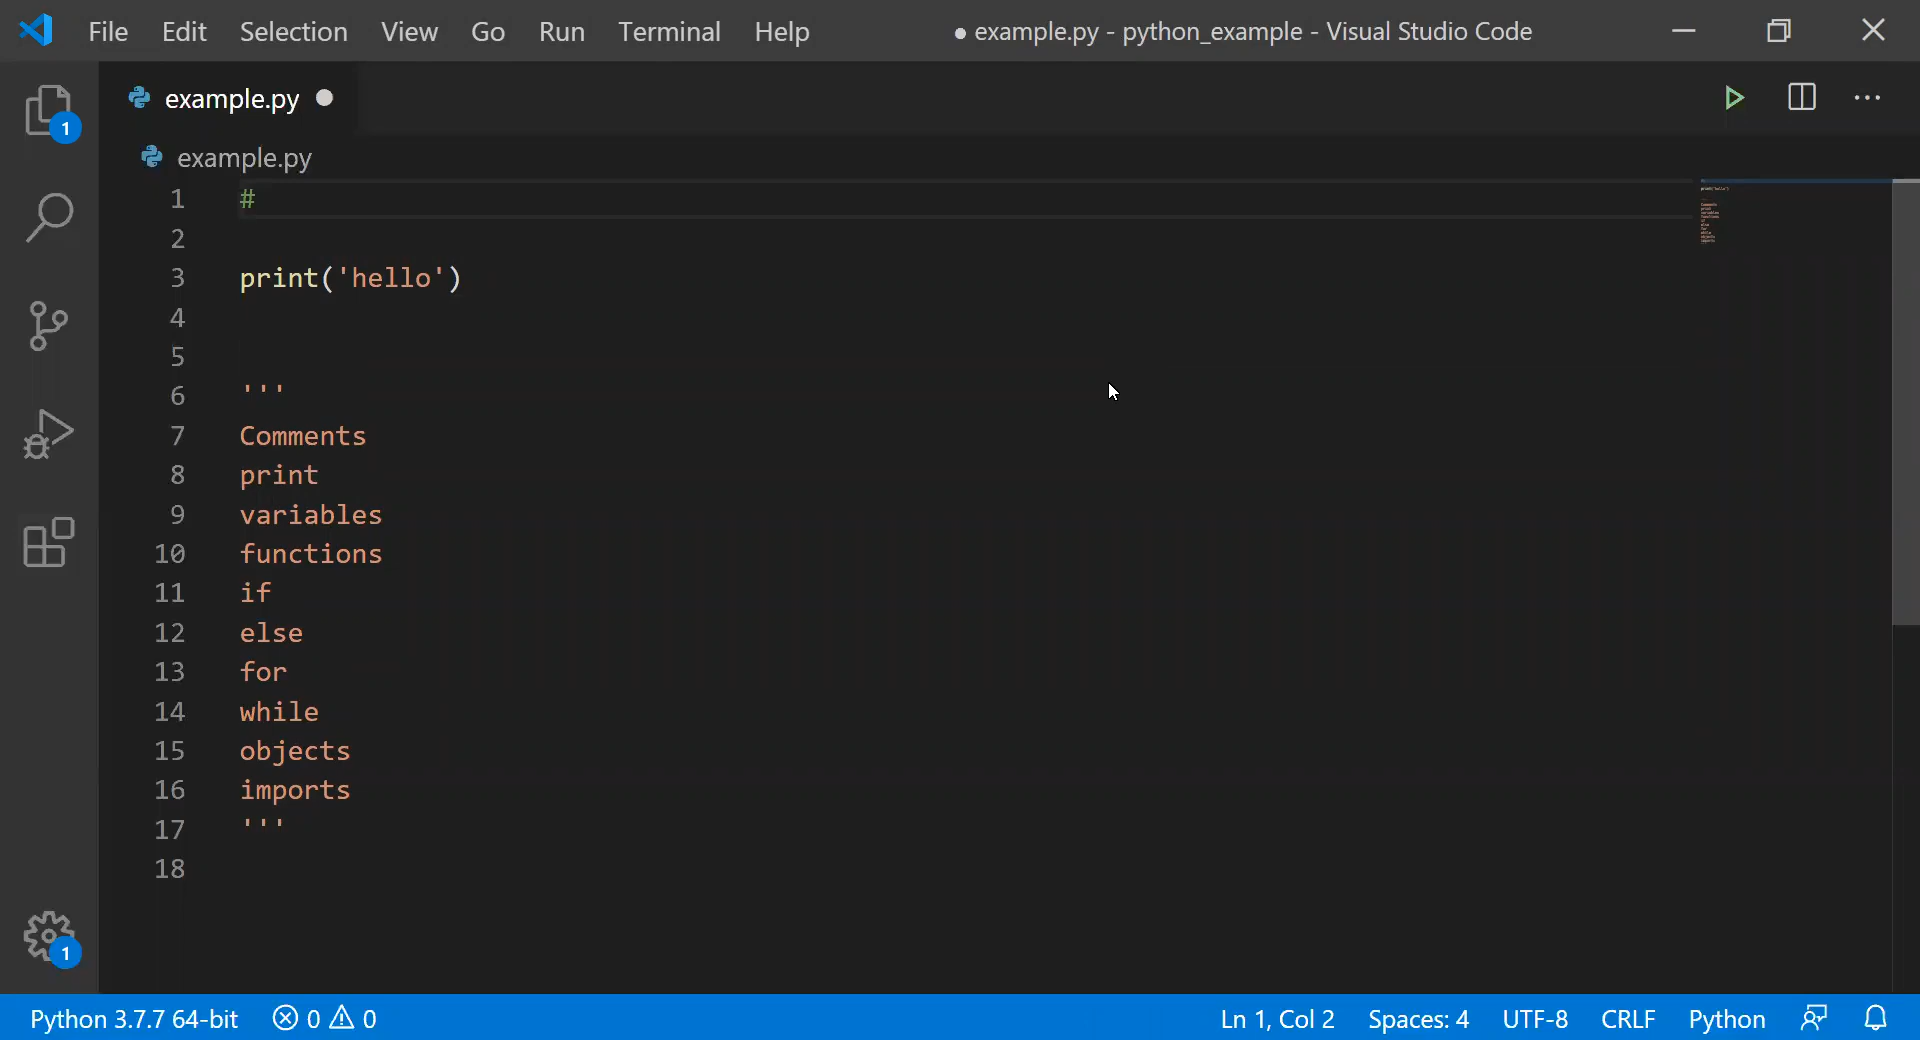 File Edit Selection View Go Run Terminal Help ● example.py - python_example - Visual Studio Code
example.py ●
example.py
1
1 #
2
3 print('hello')
4
5
6 '''
7 Comments
8 print
9 variables
10 functions
11 if
12 else
13 for
14 while
15 objects
16 imports
17 '''
18
1
Python 3.7.7 64-bit 0 0 Ln 1, Col 2 Spaces: 4 UTF-8 CRLF Python